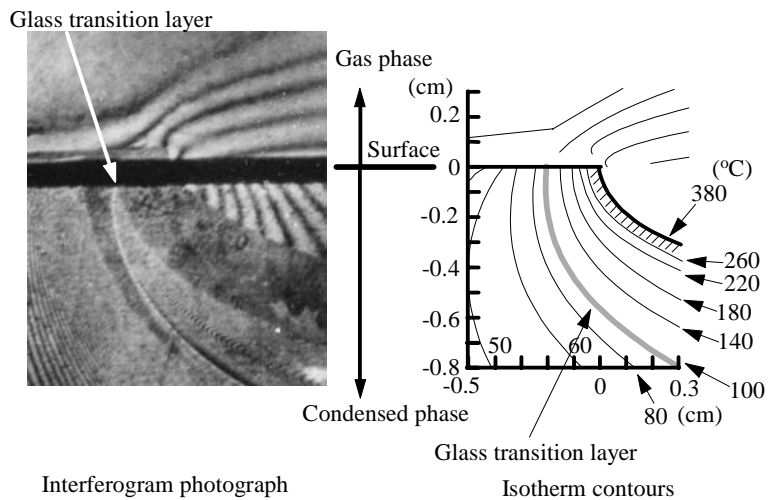 Glass transition layer
Gas phase
(cm)
0.2
Surface
0
(°C)
380
-0.2
260
-0.4
220
180
-0.6
140
50
60
-0.8
100
-0.5
0
0.3
80
(cm)
Condensed phase
Glass transition layer
Interferogram photograph
Isotherm contours